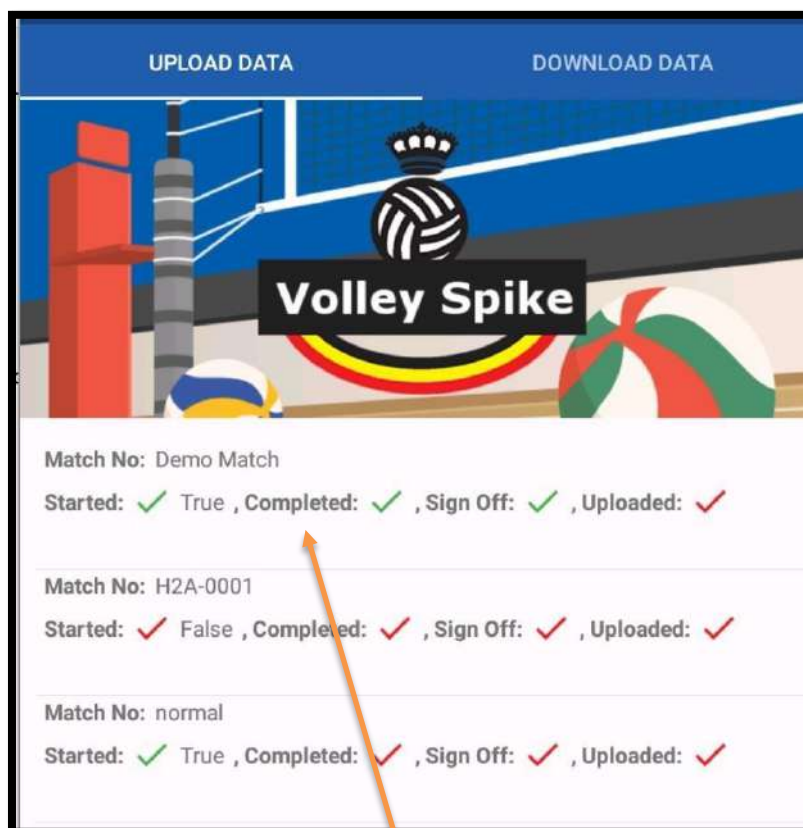 UPLOAD DATA DOWNLOAD DATA
Volley Spike
Match No: Demo Match
Started: ✓ True , Completed: ✓ , Sign Off: ✓ , Uploaded: ✓
Match No: H2A-0001
Started: ✓ False , Completed: ✓ , Sign Off: ✓ , Uploaded: ✓
Match No: normal
Started: ✓ True , Completed: ✓ , Sign Off: ✓ , Uploaded: ✓